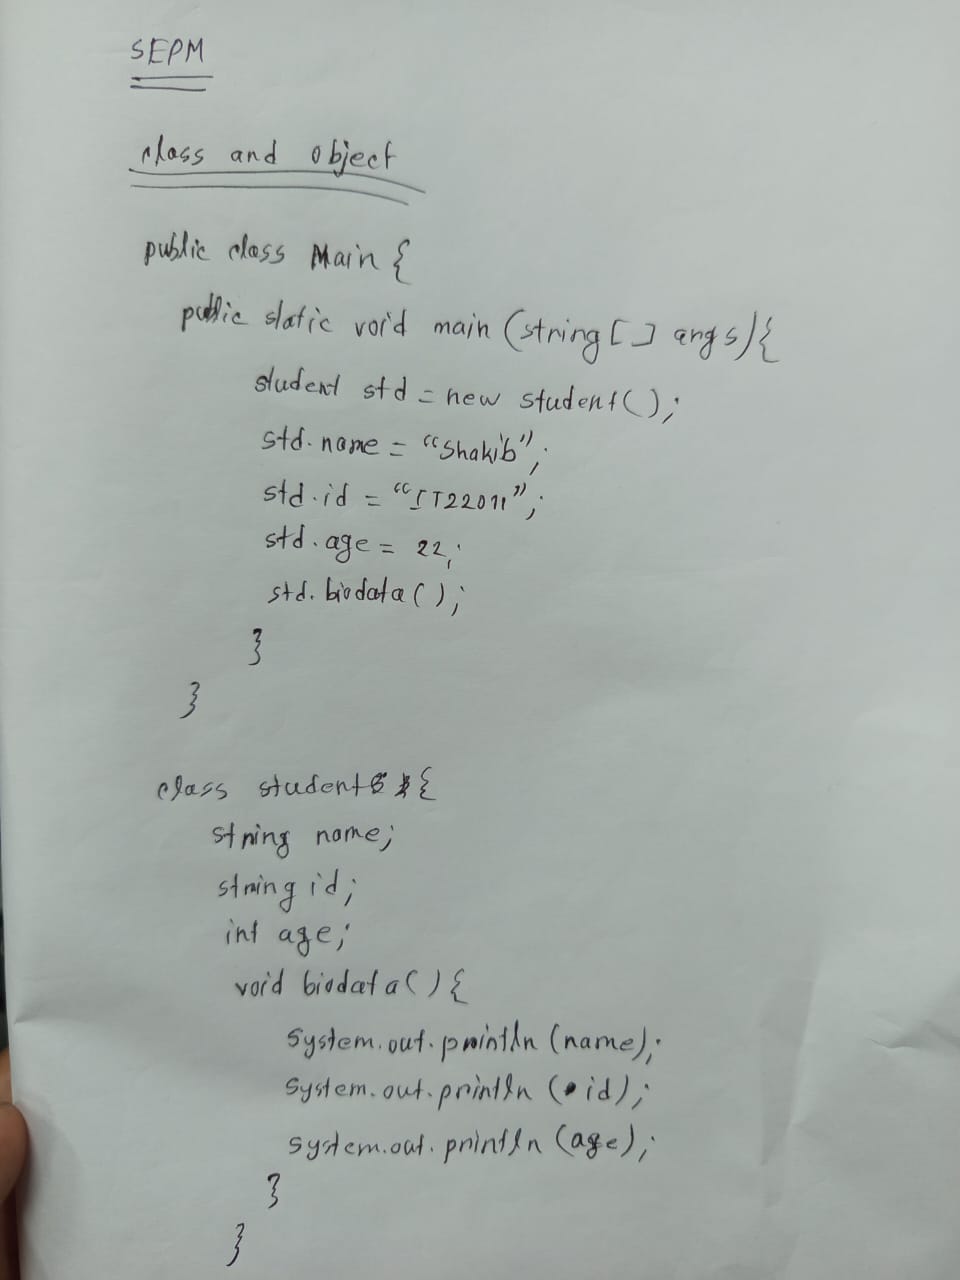 SEPM
class and object
public class Main {
public static void main (string [] args) {
student std = new student();
std.name = "Shakib";
std.id = "IT22011";
std.age = 22;
std.biodata();
}
}
class student {
string name;
string id;
int age;
void biodata() {
system.out.println (name);
system.out.println (id);
system.out.println (age);
}
}